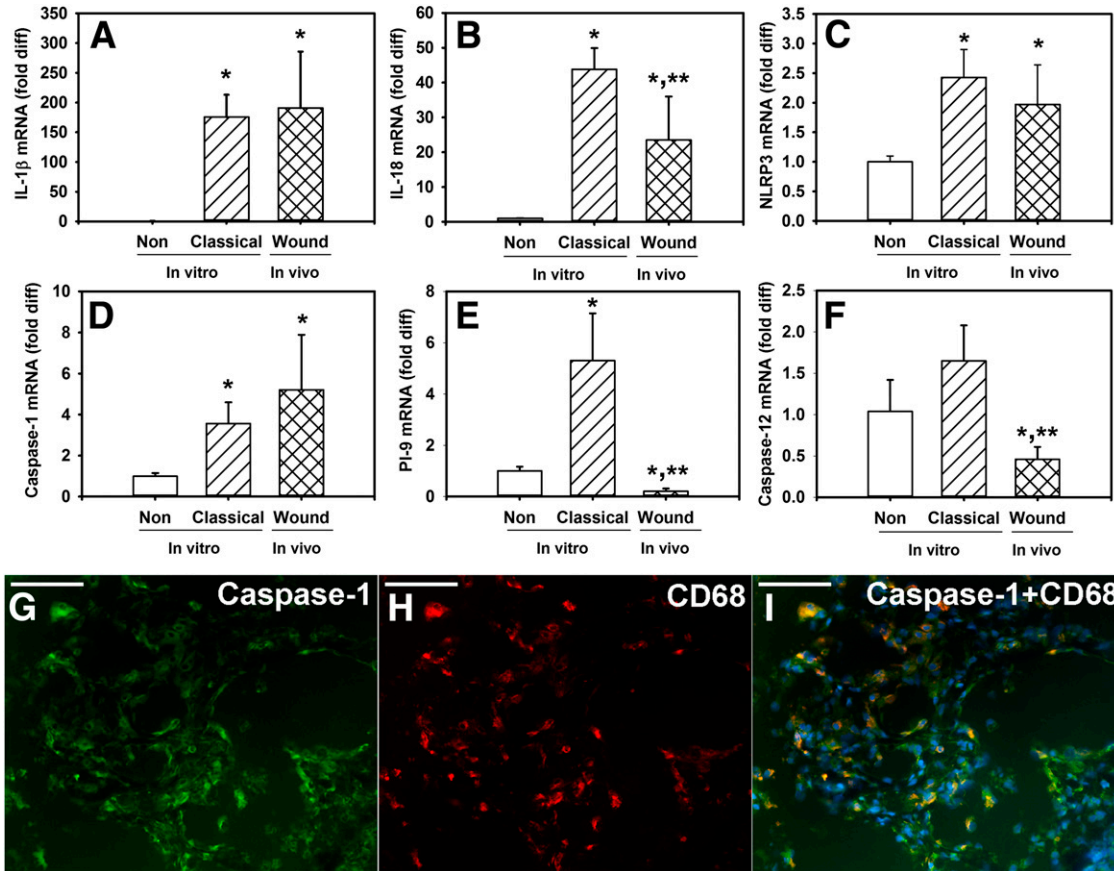 A
IL-1β mRNA (fold diff)
350
300
250
200
150
100
50
0
*
*
Non Classical Wound
In vitro In vivo
B
IL-18 mRNA (fold diff)
60
50
40
30
20
10
0
*
*,**
Non Classical Wound
In vitro In vivo
C
NLRP3 mRNA (fold diff)
3.5
3.0
2.5
2.0
1.5
1.0
0.5
0.0
*
*
Non Classical Wound
In vitro In vivo
D
Caspase-1 mRNA (fold diff)
10
8
6
4
2
0
*
*
Non Classical Wound
In vitro In vivo
E
PI-9 mRNA (fold diff)
8
6
4
2
0
*
*,**
Non Classical Wound
In vitro In vivo
F
Caspase-12 mRNA (fold diff)
2.5
2.0
1.5
1.0
0.5
0.0
*,**
Non Classical Wound
In vitro In vivo
G Caspase-1
H CD68
I Caspase-1+CD68